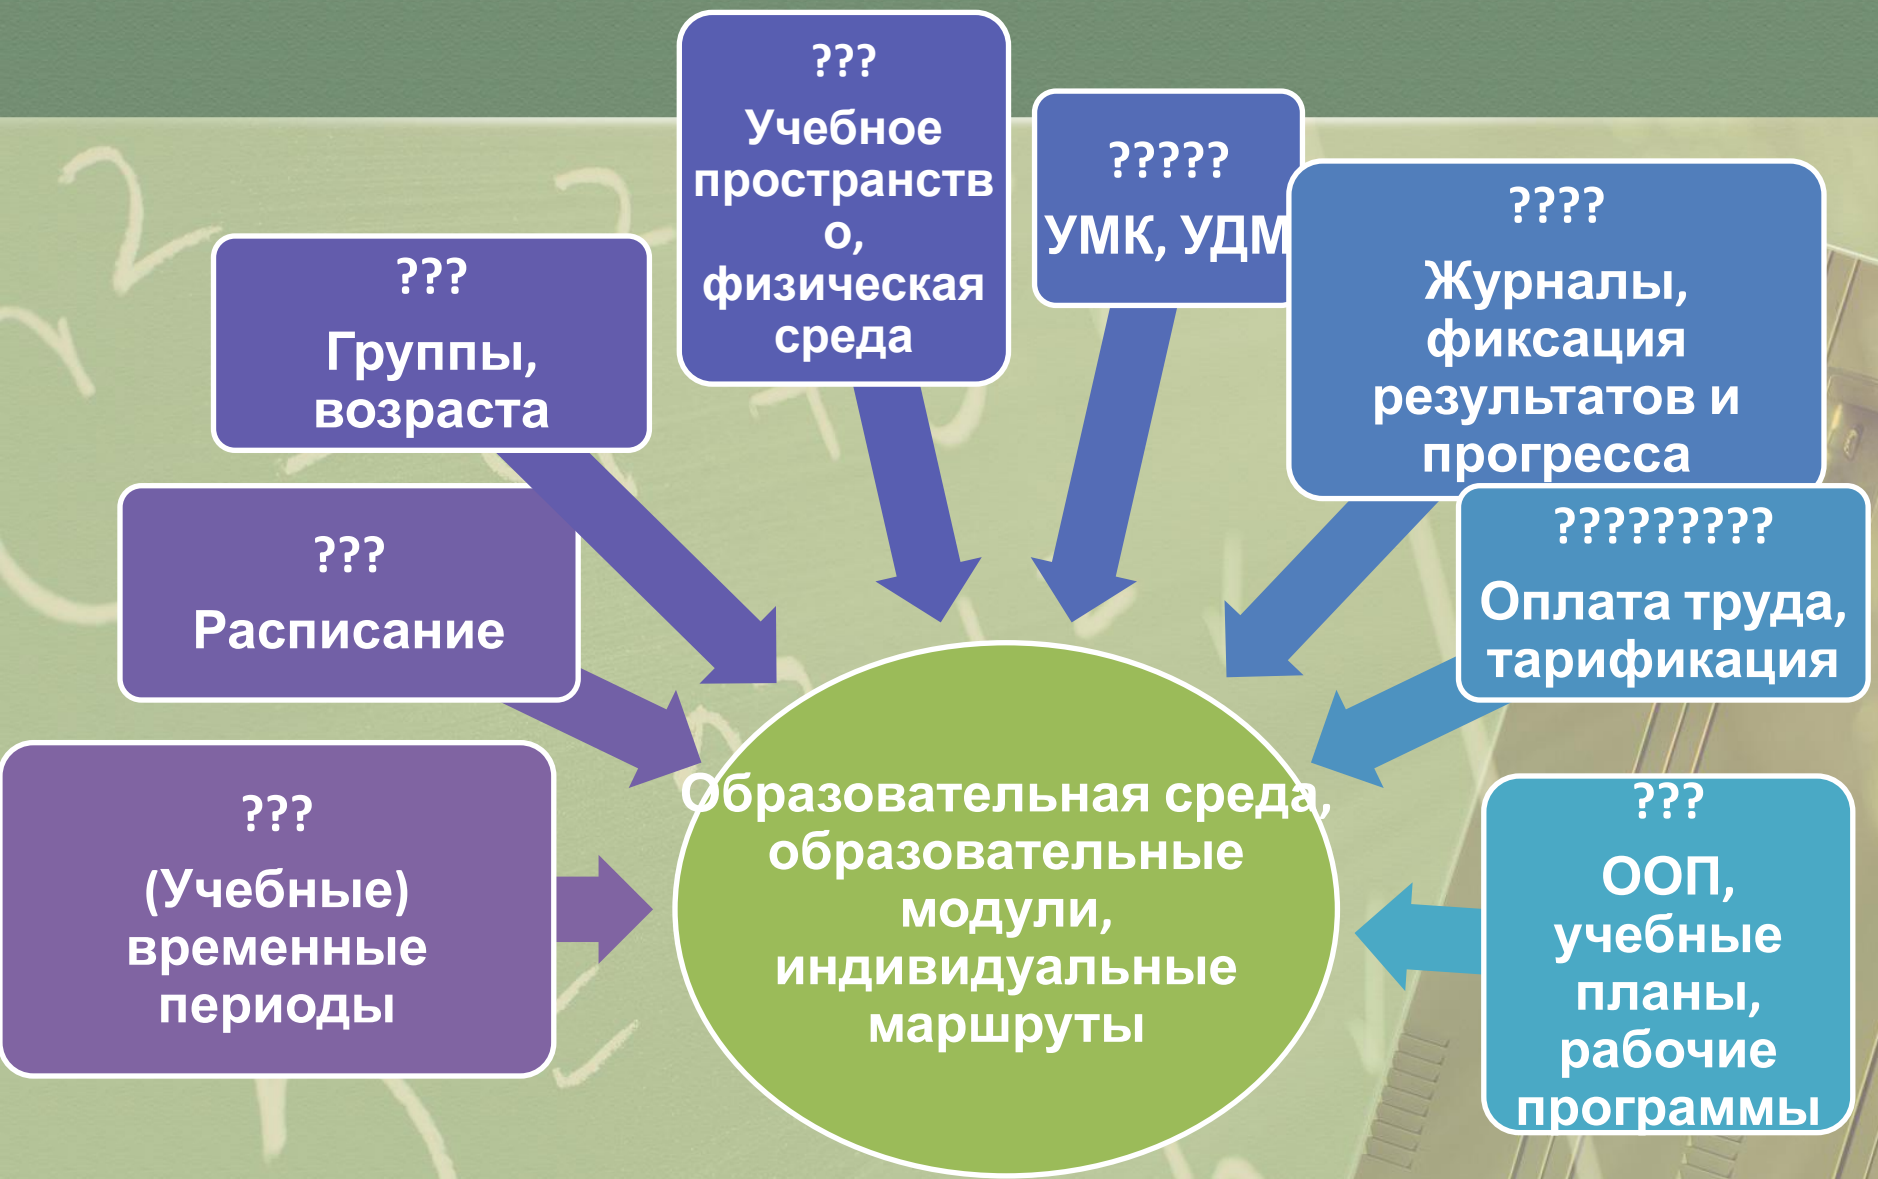 ???
Учебное
пространств
о,
физическая
среда
?????
УМК, УДМ
????
Журналы,
фиксация
результатов и
прогресса
???
Группы,
возраста
???
Расписание
?????????
Оплата труда,
тарификация
???
(Учебные)
временные
периоды
Образовательная среда,
образовательные
модули,
индивидуальные
маршруты
???
ООП,
учебные
планы,
рабочие
программы